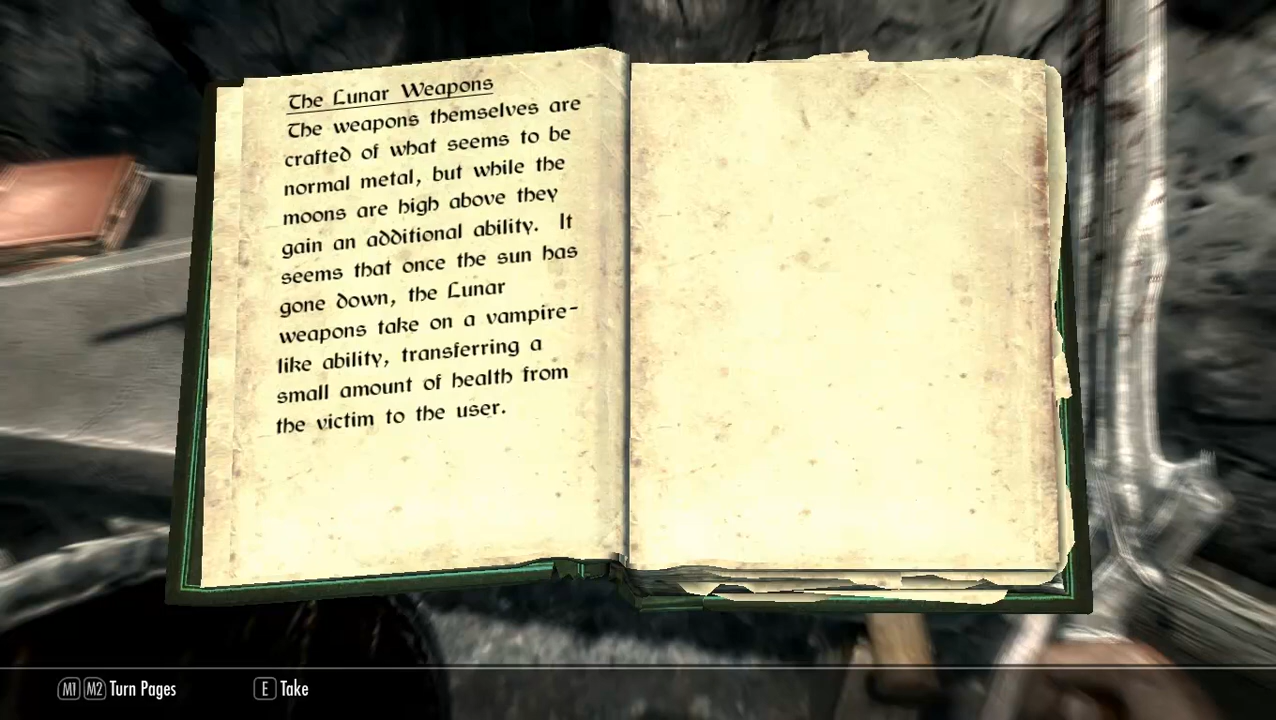 The Lunar Weapons
The weapons themselves are
crafted of what seems to be
normal metal, but while the
moons are high above they
gain an additional ability.  It
seems that once the sun has
gone down, the Lunar
weapons take on a vampire-
like ability, transferring a
small amount of health from
the victim to the user.
M1 M2 Turn Pages
E Take